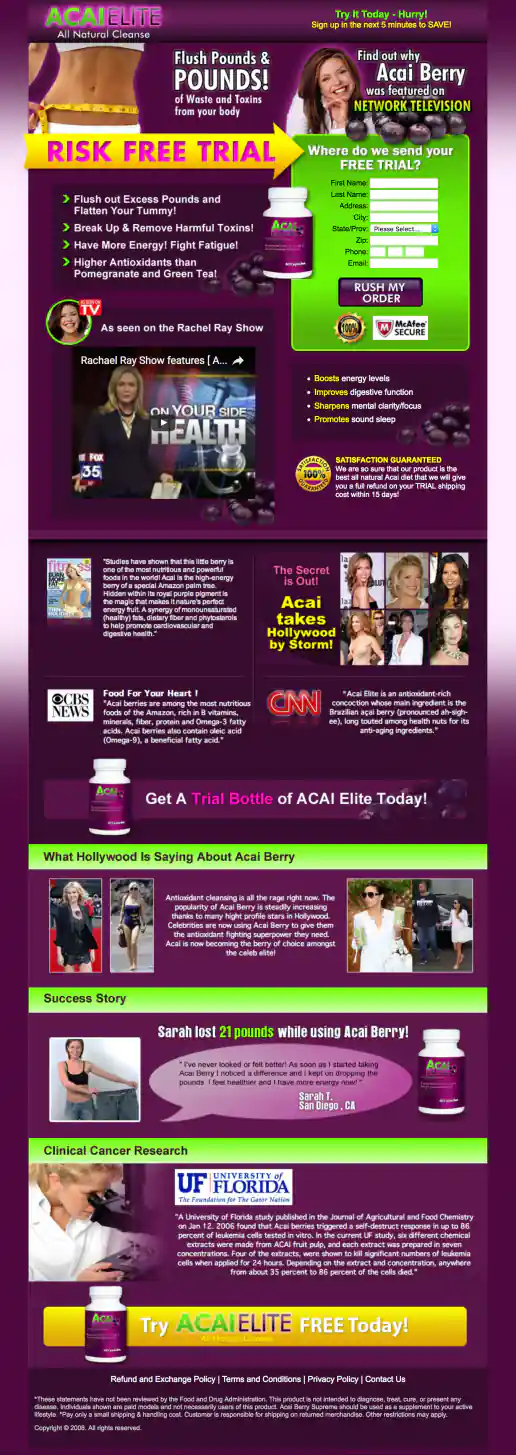 ACAIELITE
All Natural Cleanse
Try It Today - Hurry!
Sign up in the next 5 minutes to SAVE!
Flush Pounds &
POUNDS!
of Waste and Toxins
from your body
Find out why
Acai Berry
was featured on
NETWORK TELEVISION
RISK FREE TRIAL
Where do we send your
FREE TRIAL?
First Name:
Last Name:
Address:
City:
State/Prov: Please Select...
Zip:
Phone:
Email:
RUSH MY
ORDER
100%
McAfee
SECURE
Flush out Excess Pounds and
Flatten Your Tummy!
Break Up & Remove Harmful Toxins!
Have More Energy! Fight Fatigue!
Higher Antioxidants than
Pomegranate and Green Tea!
ACAI
AS SEEN ON
TV
As seen on the Rachel Ray Show
Rachael Ray Show features [ A...
ON YOUR SIDE
HEALTH
FOX
35
Boosts energy levels
Improves digestive function
Sharpens mental clarity/focus
Promotes sound sleep
SATISFACTION
100%
GUARANTEED
SATISFACTION GUARANTEED
We are so sure that our product is the
best all natural Acai diet that we will give
you a full refund on your TRIAL shipping
cost within 15 days!
fitness
"Studies have shown that this little berry is
one of the most nutritious and powerful
foods in the world! Acai is the high-energy
berry of a special Amazon palm tree.
Hidden within its royal purple pigment is
the magic that makes it nature's perfect
energy fruit. A synergy of monounsaturated
(healthy) fats, dietary fiber and phytosterols
to help promote cardiovascular and
digestive health."
The Secret
is Out!
Acai
takes
Hollywood
by Storm!
CBS
NEWS
Food For Your Heart !
"Acai berries are among the most nutritious
foods of the Amazon, rich in B vitamins,
minerals, fiber, protein and Omega-3 fatty
acids. Acai berries also contain oleic acid
(Omega-9), a beneficial fatty acid."
CNN
"Acai Elite is an antioxidant-rich
concoction whose main ingredient is the
Brazilian açai berry (pronounced ah-sigh-
ee), long touted among health nuts for its
anti-aging ingredients."
ACAI
Get A Trial Bottle of ACAI Elite Today!
What Hollywood Is Saying About Acai Berry
Antioxidant cleansing is all the rage right now. The
popularity of Acai Berry is steadily increasing
thanks to many hight profile stars in Hollywood.
Celebrities are now using Acai Berry to give them
the antioxidant fighting superpower they need.
Acai is now becoming the berry of choice amongst
the celeb elite!
Success Story
Sarah lost 21 pounds while using Acai Berry!
" I've never looked or felt better! As soon as I started taking
Acai Berry I noticed a difference and I kept on dropping the
pounds. I feel healthier and I have more energy now! "
Sarah T.
San Diego , CA
ACAI
Clinical Cancer Research
UF UNIVERSITY of
FLORIDA
The Foundation for The Gator Nation
"A University of Florida study published in the Journal of Agricultural and Food Chemistry
on Jan 12, 2006 found that Acai berries triggered a self-destruct response in up to 86
percent of leukemia cells tested in vitro. In the current UF study, six different chemical
extracts were made from ACAI fruit pulp, and each extract was prepared in seven
concentrations. Four of the extracts, were shown to kill significant numbers of leukemia
cells when applied for 24 hours. Depending on the extract and concentration, anywhere
from about 35 percent to 86 percent of the cells died."
ACAI
Try ACAIELITE FREE Today!
All Natural Cleanse
Refund and Exchange Policy | Terms and Conditions | Privacy Policy | Contact Us
*These statements have not been reviewed by the Food and Drug Administration. This product is not intended to diagnose, treat, cure, or present any
disease. Individuals shown are paid models and not necessarily users of this product. Acai Berry Supreme should be used as a supplement to your active
lifestyle. *Pay only a small shipping & handling cost. Customer is responsible for shipping on returned merchandise. Other restrictions may apply.
Copyright © 2008. All rights reserved.